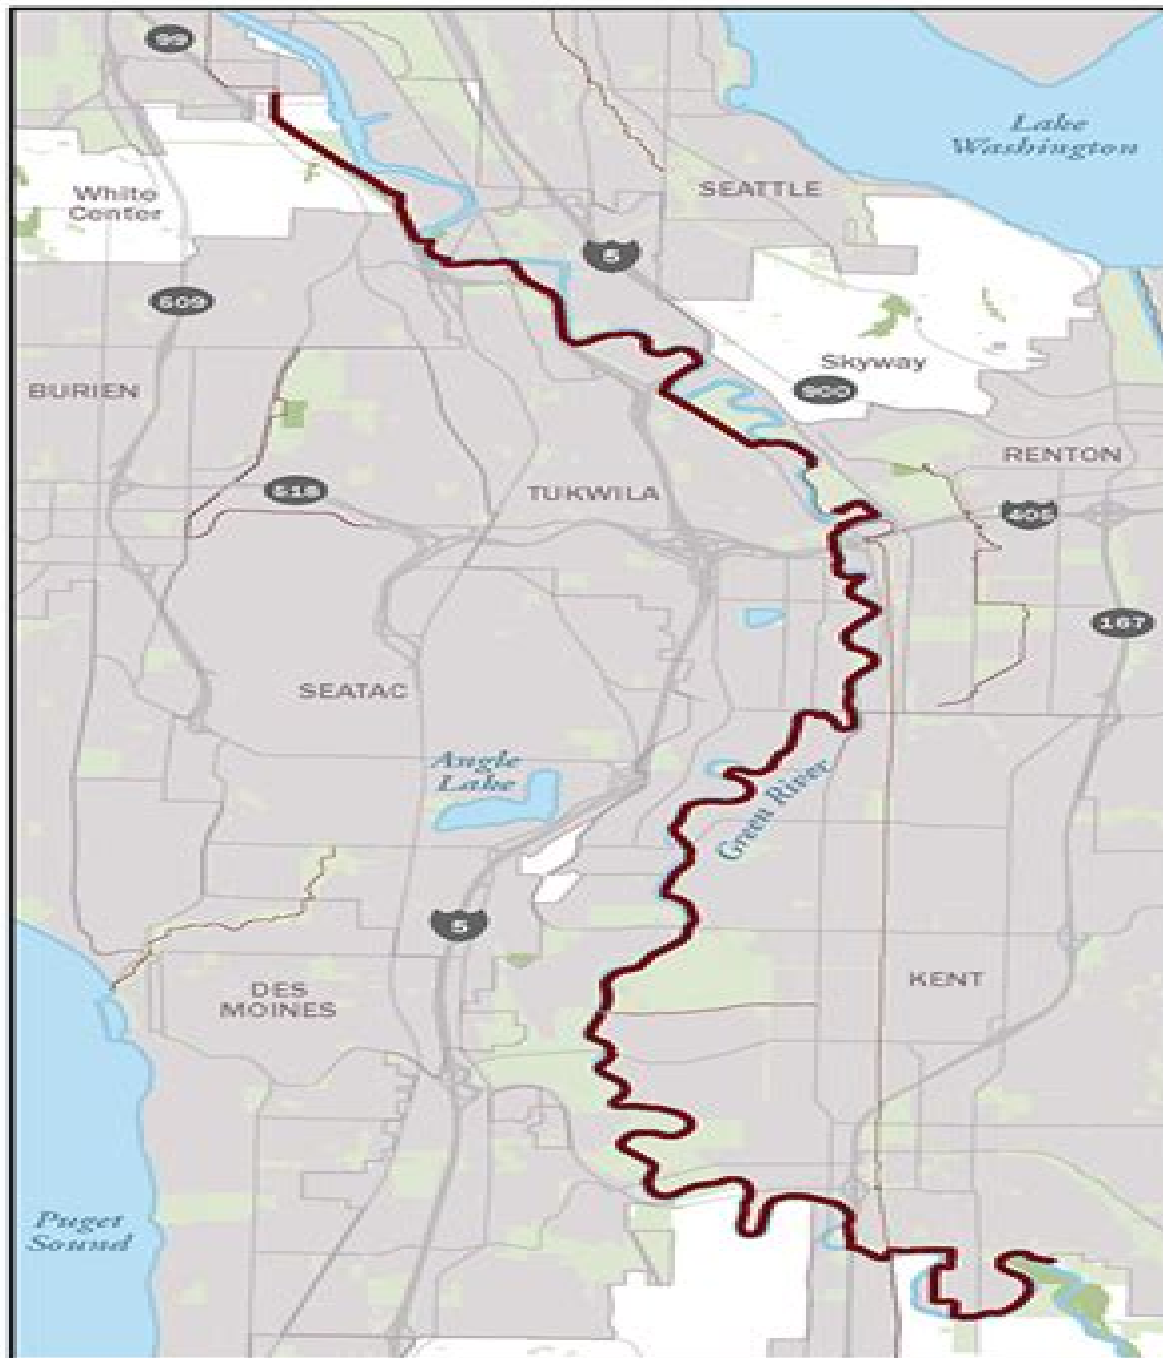 99
Lake
Washington
SEATTLE
White
Center
5
509
Skyway
900
BURIEN
RENTON
518
TUKWILA
405
167
SEATAC
Angle
Lake
Green River
5
KENT
DES
MOINES
Puget
Sound